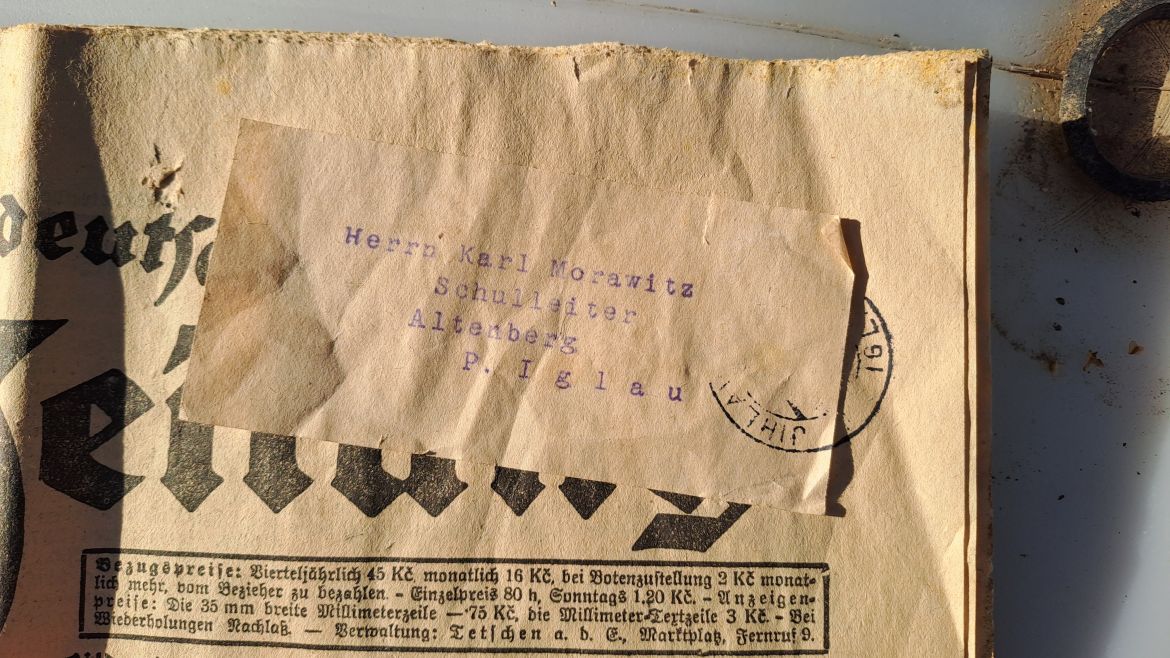 Herrn Karl Morawitz
Schulleiter
Altenberg
P. Iglau
JIHLA
IGL
Bezugspreise: Vierteljährlich 45 Kč, monatlich 16 Kč, bei Botenzustellung 2 Kč monat-
lich mehr, vom Bezieher zu bezahlen. - Einzelpreis 80 h, Sonntags 1.20 Kč. - Anzeigen-
preise: Die 35 mm breite Millimeterzeile —·75 Kč, die Millimeter-Textzeile 3 Kč. - Bei
Wiederholungen Nachlaß. — Verwaltung: Tetschen a. d. E., Marktplatz, Fernruf 9.